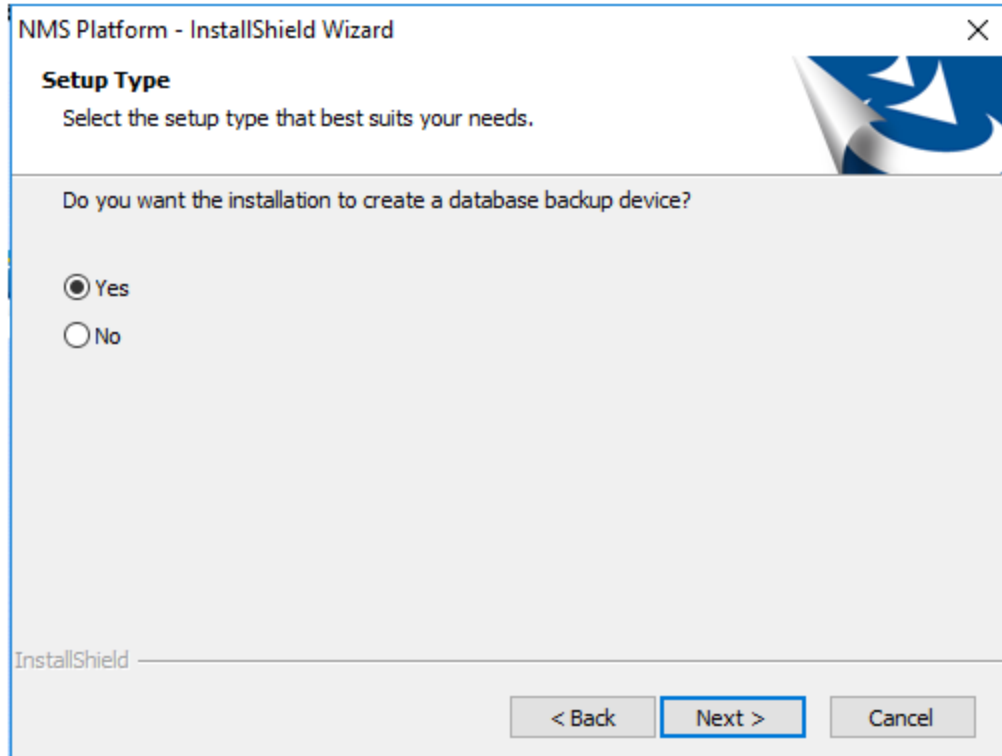 NMS Platform - InstallShield Wizard
Setup Type
Select the setup type that best suits your needs.
Do you want the installation to create a database backup device?
Yes
No
InstallShield
< Back
Next >
Cancel